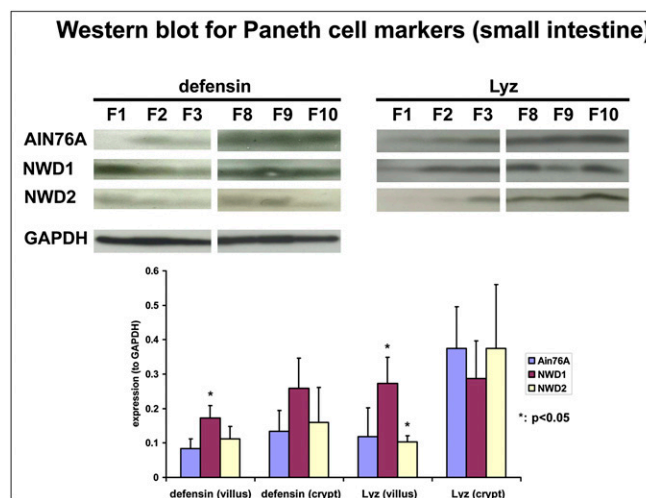 Western blot for Paneth cell markers (small intestine)
defensin
Lyz
F1 F2 F3 F8 F9 F10
F1 F2 F3 F8 F9 F10
AIN76A
NWD1
NWD2
GAPDH
expression (to GAPDH)
0.6
0.5
0.4
0.3
0.2
0.1
0
*
*
*
Ain76A
NWD1
NWD2
*: p<0.05
defensin (villus) defensin (crypt) Lyz (villus) Lyz (crypt)